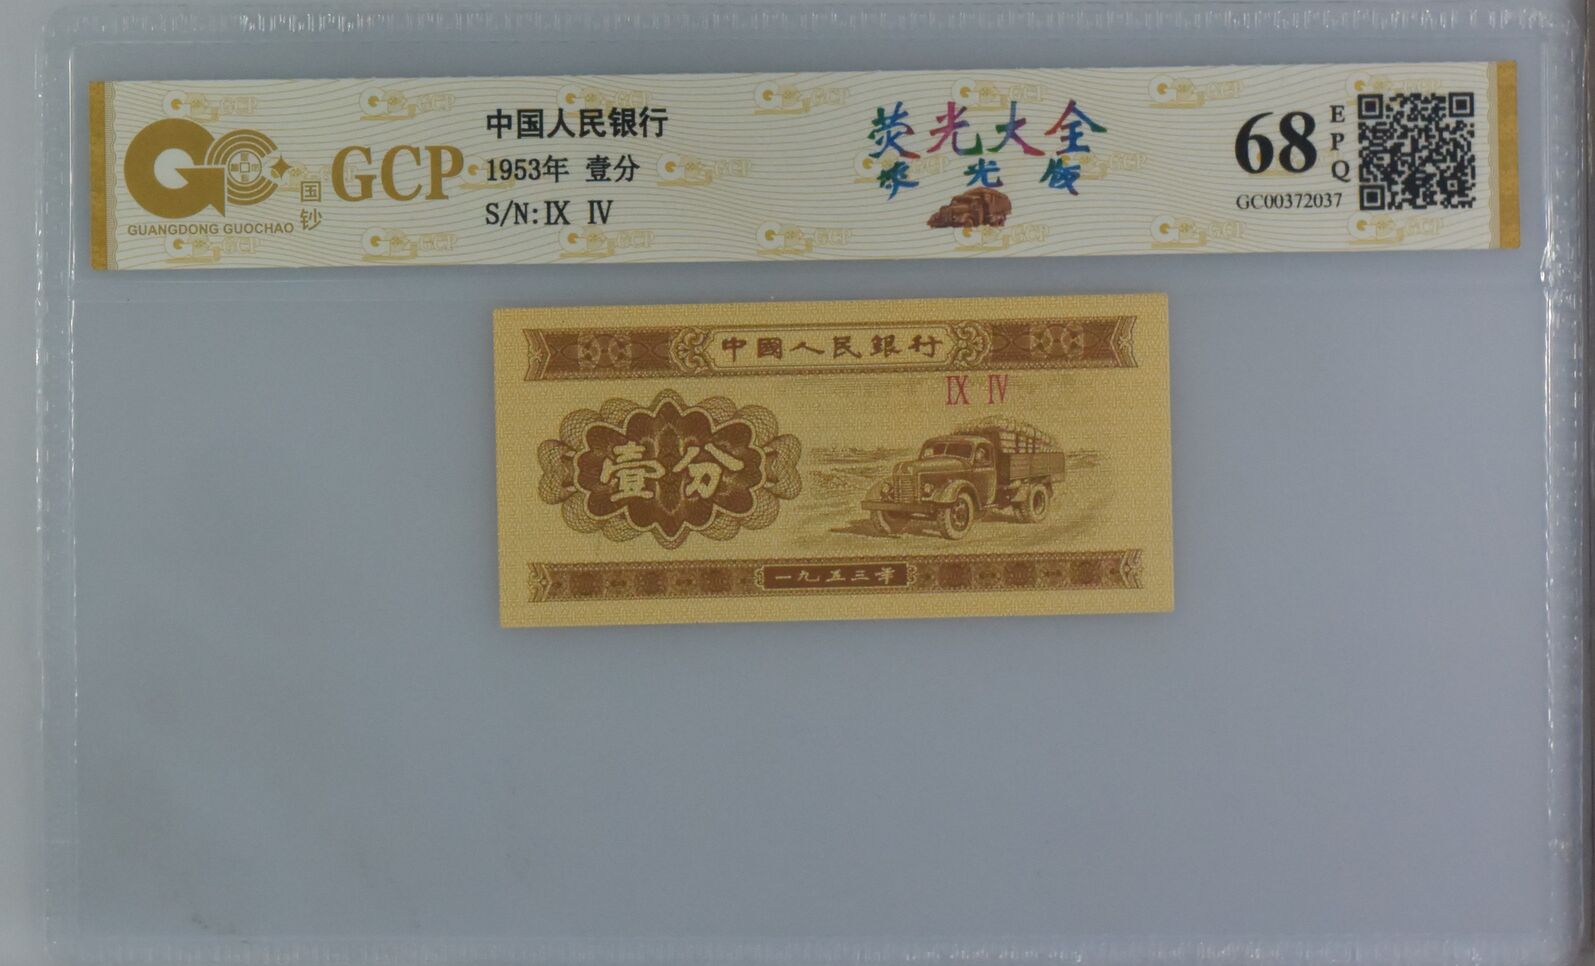 GCP
国钞
GUANGDONG GUOCHAO
中国人民银行
1953年 壹分
S/N: IX IV
荧光大全
光
68
EPQ
GC00372037
中國人民銀行
IX IV
壹分
一九五三年